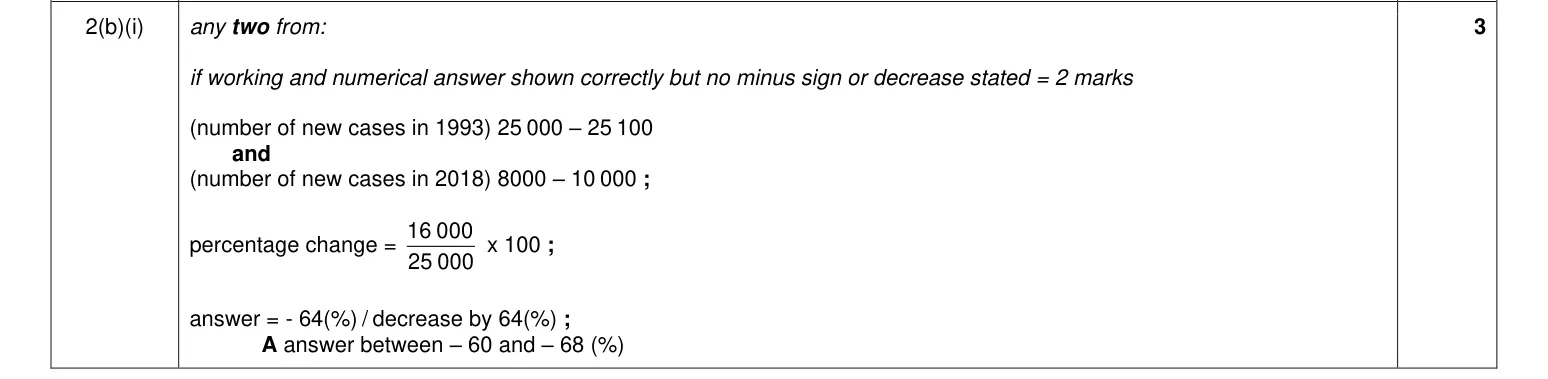 2(b)(i)
any two from:
3
if working and numerical answer shown correctly but no minus sign or decrease stated = 2 marks
(number of new cases in 1993) 25 000 – 25 100
and
(number of new cases in 2018) 8000 – 10 000 ;
percentage change = 16 000 / 25 000 x 100 ;
answer = - 64(%) / decrease by 64(%) ;
A answer between – 60 and – 68 (%)